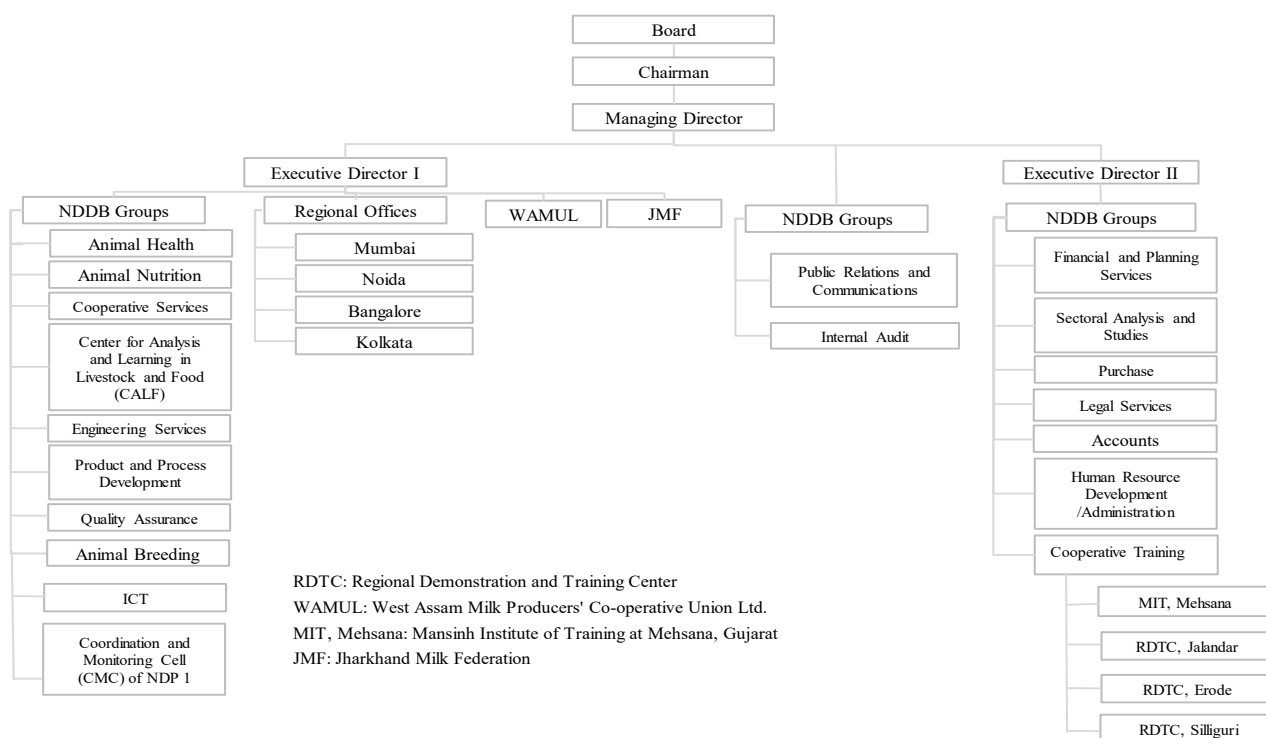 Board
Chairman
Managing Director
Executive Director I
Executive Director II
NDDB Groups
Animal Health
Animal Nutrition
Cooperative Services
Center for Analysis
and Learning in
Livestock and Food
(CALF)
Engineering Services
Product and Process
Development
Quality Assurance
Animal Breeding
ICT
Coordination and
Monitoring Cell
(CMC) of NDP 1
Regional Offices
Mumbai
Noida
Bangalore
Kolkata
WAMUL
JMF
NDDB Groups
Public Relations and
Communications
Internal Audit
NDDB Groups
Financial and Planning
Services
Sectoral Analysis and
Studies
Purchase
Legal Services
Accounts
Human Resource
Development
/Administration
Cooperative Training
MIT, Mehsana
RDTC, Jalandar
RDTC, Erode
RDTC, Silliguri
RDTC: Regional Demonstration and Training Center
WAMUL: West Assam Milk Producers' Co-operative Union Ltd.
MIT, Mehsana: Mansinh Institute of Training at Mehsana, Gujarat
JMF: Jharkhand Milk Federation